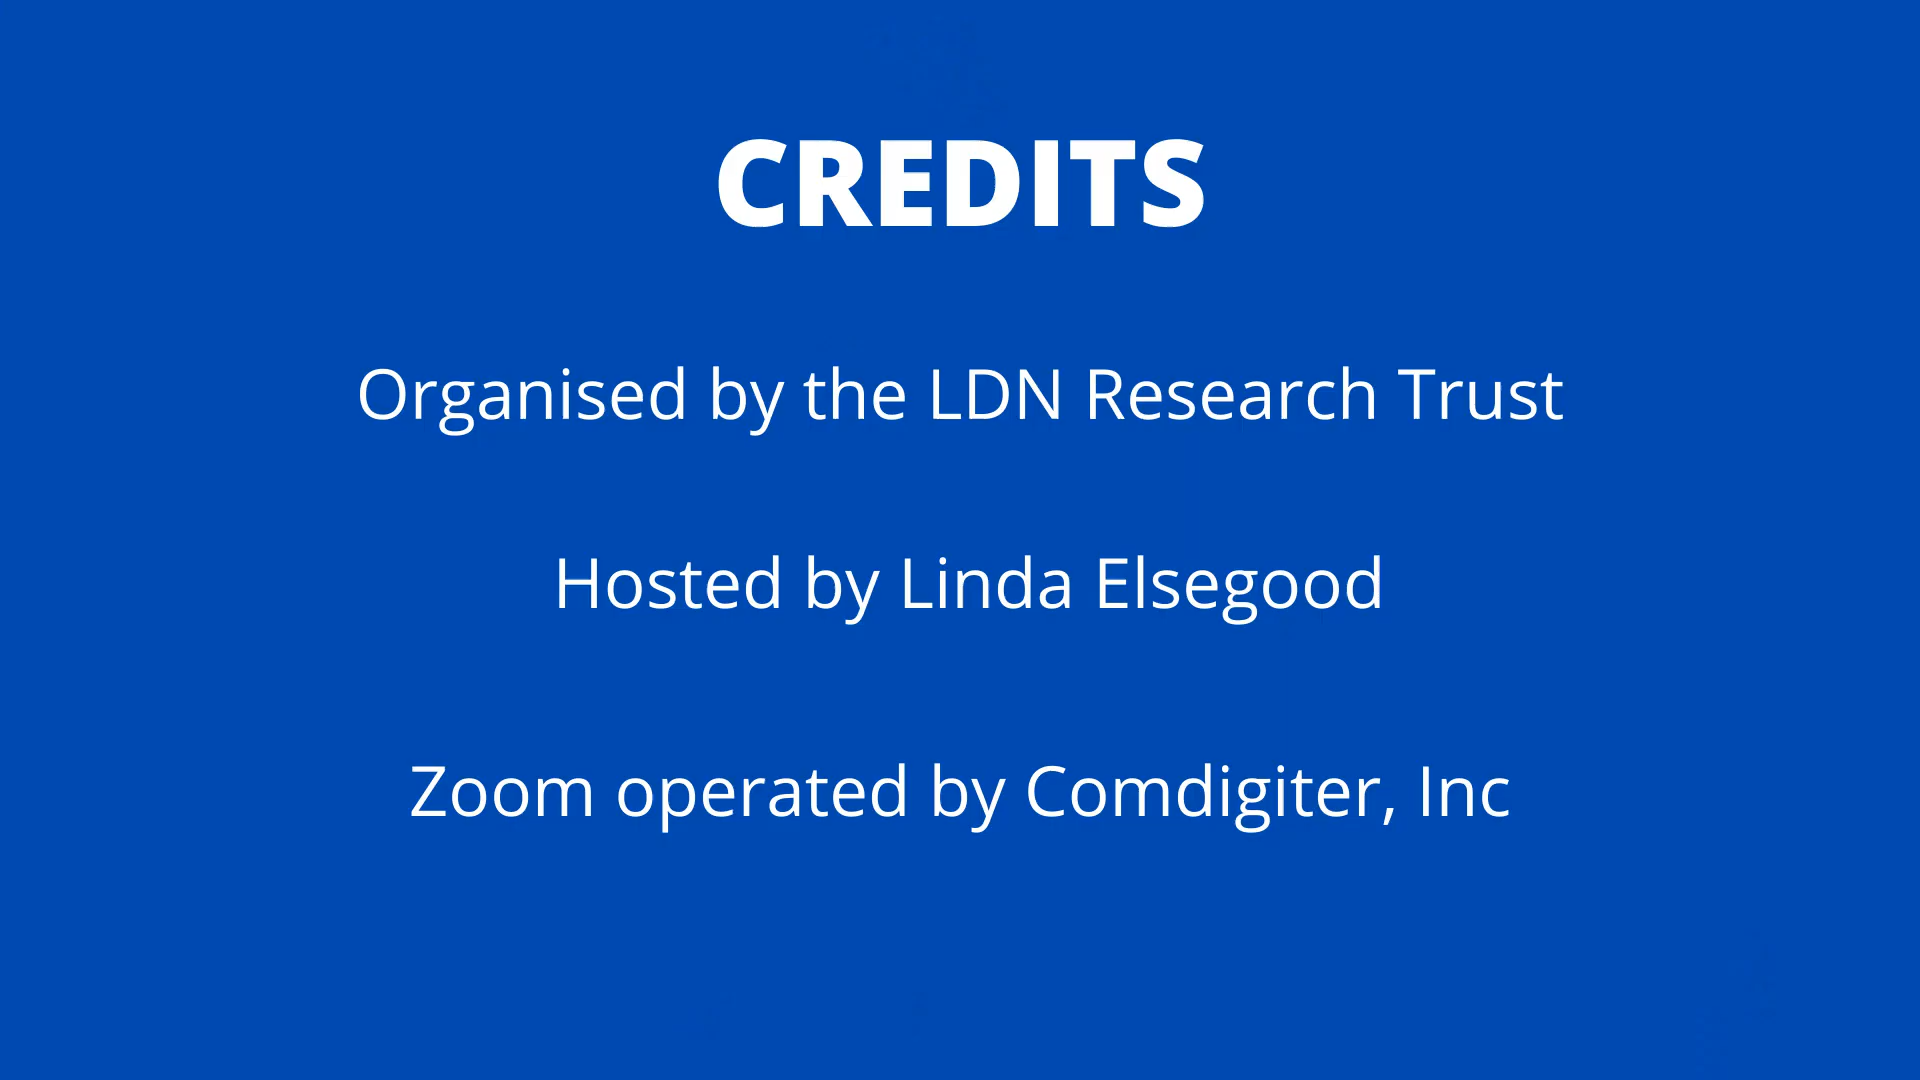 CREDITS
Organised by the LDN Research Trust
Hosted by Linda Elsegood
Zoom operated by Comdigiter, Inc